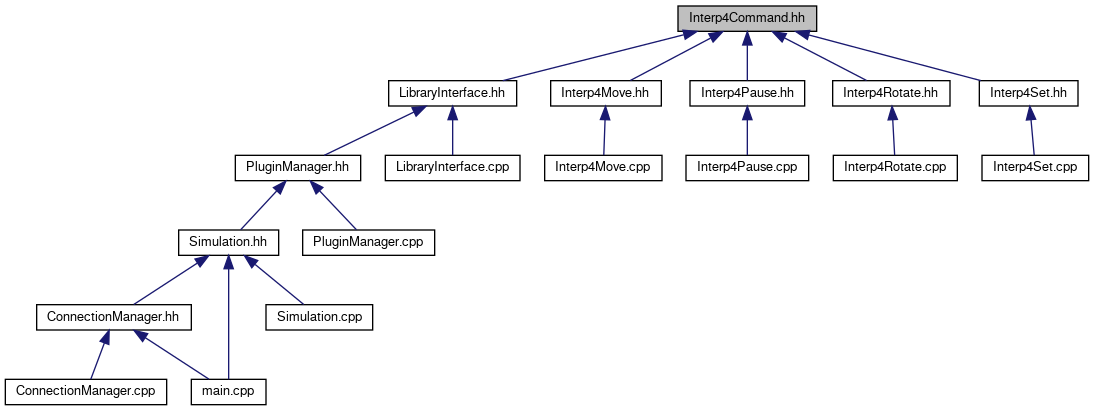 Interp4Command.hh
LibraryInterface.hh
Interp4Move.hh
Interp4Pause.hh
Interp4Rotate.hh
Interp4Set.hh
PluginManager.hh
LibraryInterface.cpp
Interp4Move.cpp
Interp4Pause.cpp
Interp4Rotate.cpp
Interp4Set.cpp
Simulation.hh
PluginManager.cpp
ConnectionManager.hh
Simulation.cpp
ConnectionManager.cpp
main.cpp